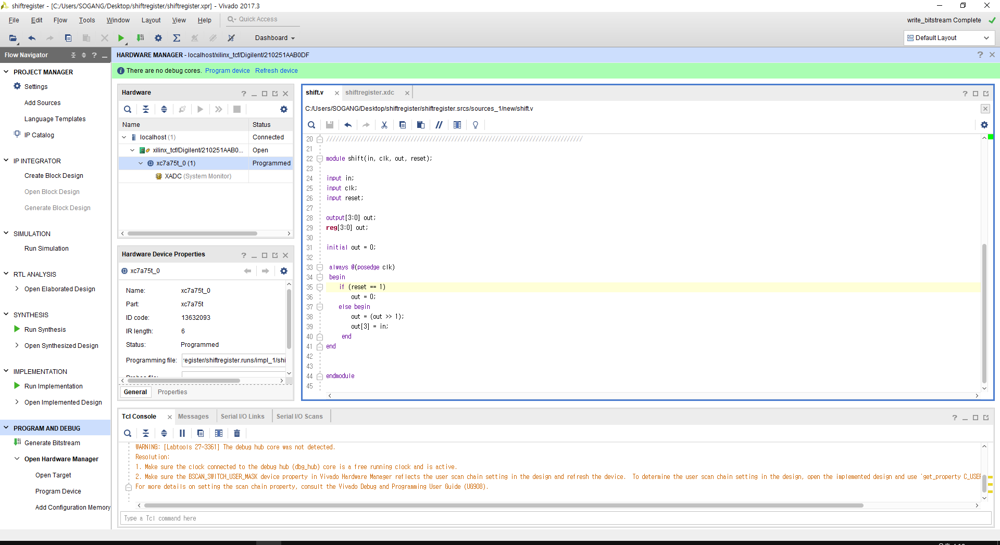 shiftregister - [C:/Users/SOGANG/Desktop/shiftregister/shiftregister.xpr] - Vivado 2017.3
File Edit Flow Tools Window Layout View Help Quick Access
write_bitstream Complete
Dashboard
Default Layout
Flow Navigator
PROJECT MANAGER
Settings
Add Sources
Language Templates
IP Catalog
IP INTEGRATOR
Create Block Design
Open Block Design
Generate Block Design
SIMULATION
Run Simulation
RTL ANALYSIS
Open Elaborated Design
SYNTHESIS
Run Synthesis
Open Synthesized Design
IMPLEMENTATION
Run Implementation
Open Implemented Design
PROGRAM AND DEBUG
Generate Bitstream
Open Hardware Manager
Open Target
Program Device
Add Configuration Memory
HARDWARE MANAGER - localhost/xilinx_tcf/Digilent/210251AAB0DF
There are no debug cores. Program device Refresh device
Hardware
Name Status
localhost (1) Connected
xilinx_tcf/Digilent/210251AAB0... Open
xc7a75t_0 (1) Programmed
XADC (System Monitor)
Hardware Device Properties
xc7a75t_0
Name: xc7a75t_0
Part: xc7a75t
ID code: 13632093
IR length: 6
Status: Programmed
Programming file: register/shiftregister.runs/impl_1/shi
General Properties
shift.v shiftregister.xdc
C:/Users/SOGANG/Desktop/shiftregister/shiftregister.srcs/sources_1/new/shift.v
20 //////////////////////////////////////////////////////////////////////////////////
21
22 module shift(in, clk, out, reset);
23
24 input in;
25 input clk;
26 input reset;
27
28 output[3:0] out;
29 reg[3:0] out;
30
31 initial out = 0;
32
33 always @(posedge clk)
34 begin
35 if (reset == 1)
36 out = 0;
37 else begin
38 out = (out >> 1);
39 out[3] = in;
40 end
41 end
42
43
44 endmodule
45
Tcl Console Messages Serial I/O Links Serial I/O Scans
WARNING: [Labtools 27-3361] The debug hub core was not detected.
Resolution:
1. Make sure the clock connected to the debug hub (dbg_hub) core is a free running clock and is active.
2. Make sure the BSCAN_SWITCH_USER_MASK device property in Vivado Hardware Manager reflects the user scan chain setting in the design and refresh the device. To determine the user scan chain setting in the design, open the implemented design and use 'get_property C_USER
For more details on setting the scan chain property, consult the Vivado Debug and Programming User Guide (UG908).
Type a Tcl command here